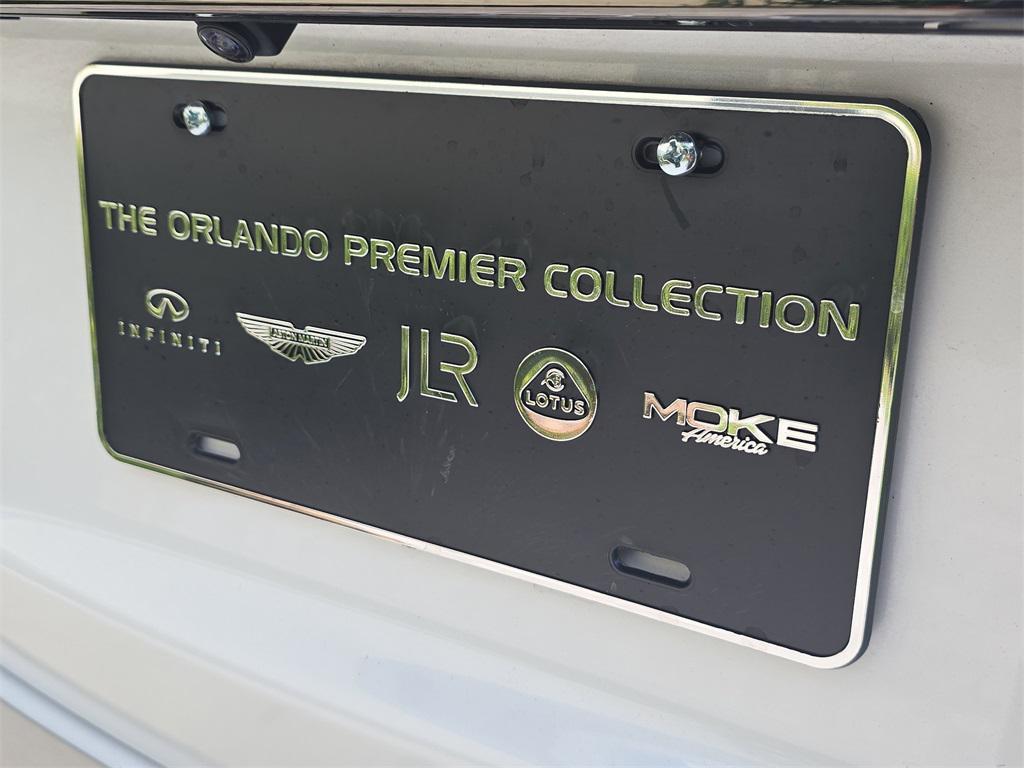 THE ORLANDO PREMIER COLLECTION
INFINITI
ASTON MARTIN
JLR
LOTUS
MOKE
America